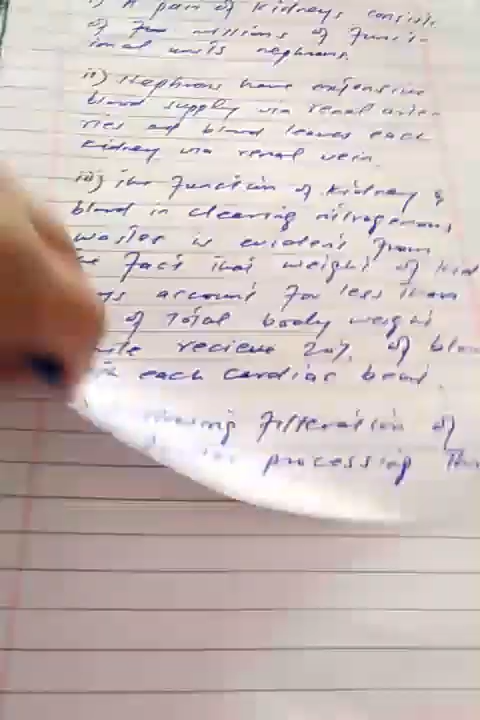 i) A pair of kidneys consists
of few millions of funct-
ional units nephrons.
ii) Nephrons have extensive
blood supply via renal arte-
ries and blood leaves each
kidney via renal vein.
iii) The function of kidney &
blood in clearing nitrogenous
wastes is evident from
fact that weight of kid
account for less than
of Total body weight
recieve 20% of bloo
each cardiac beat.
Filteration of
processing